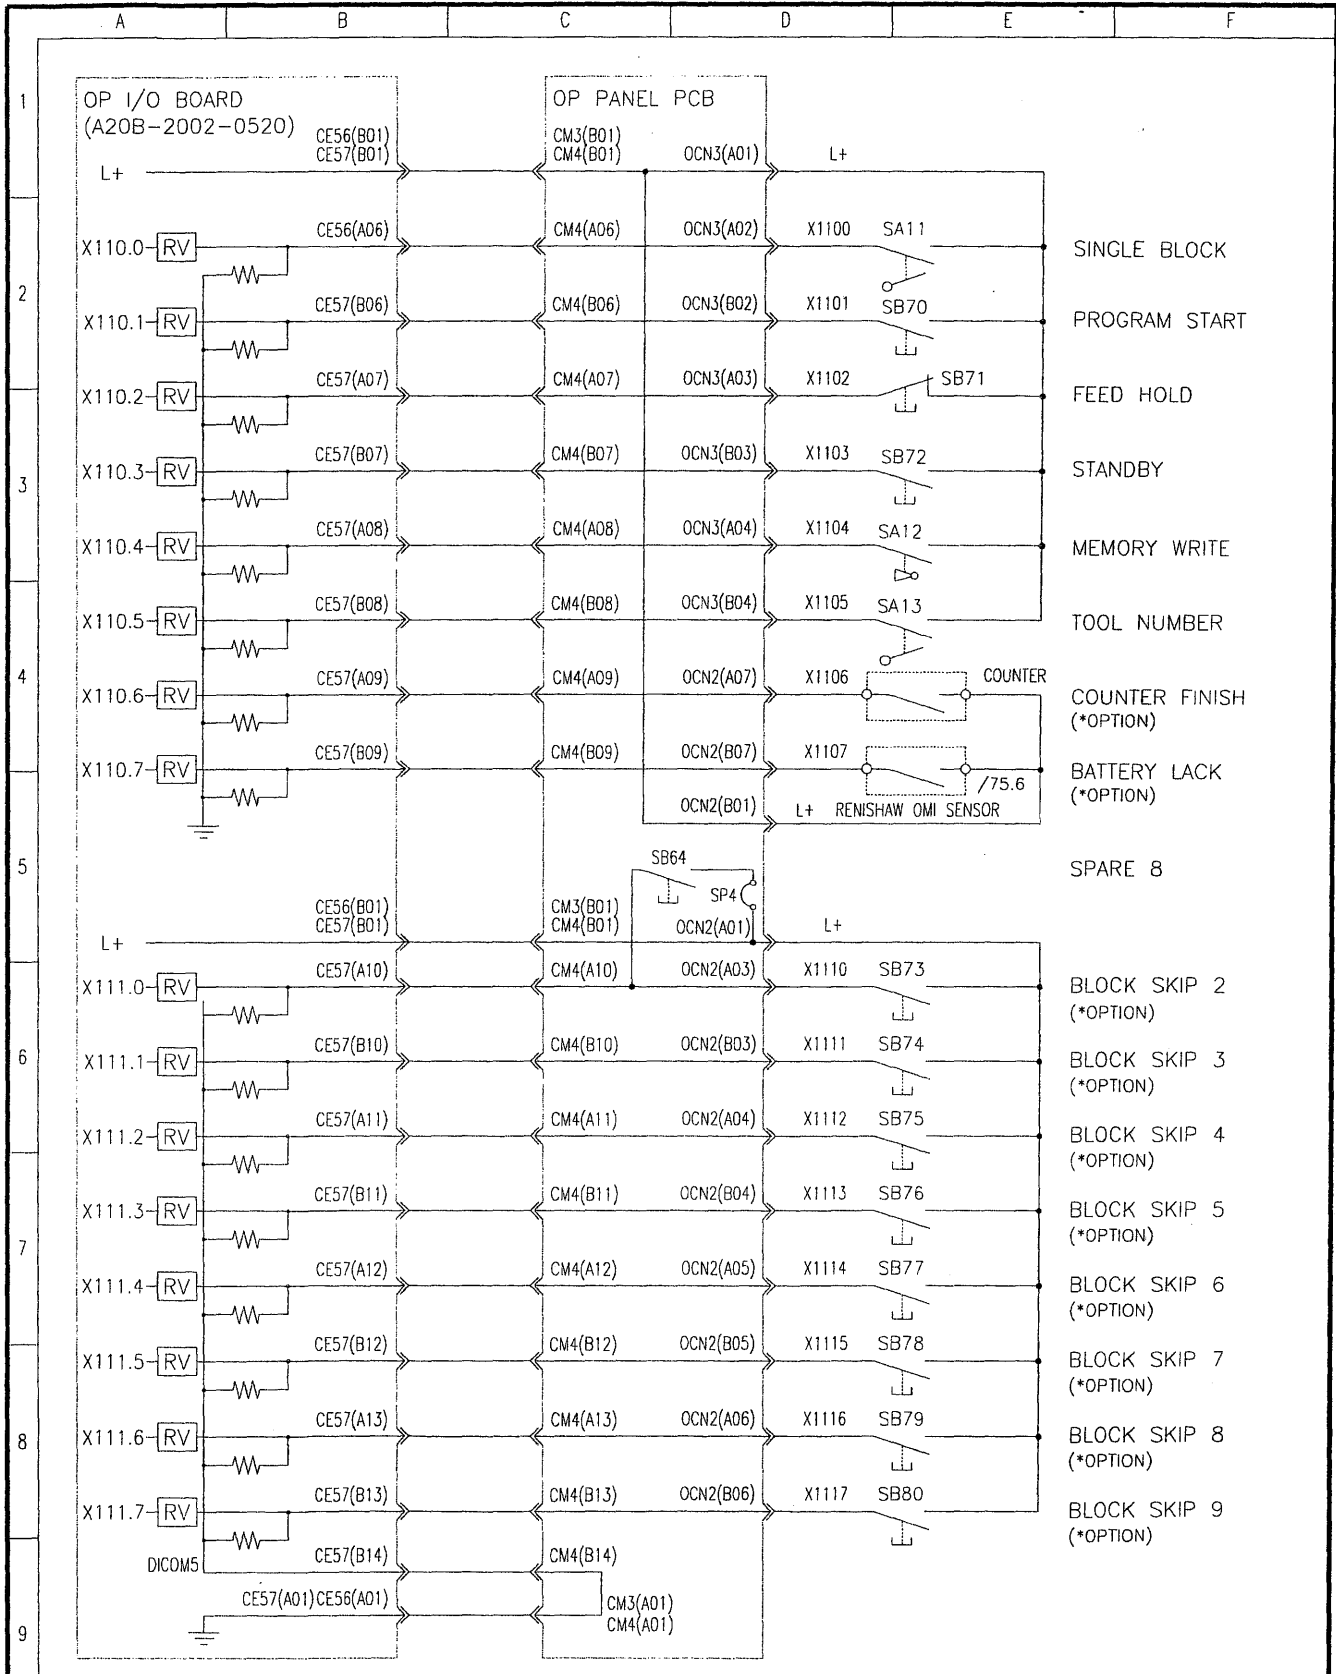 A B C D E F
1
OP I/O BOARD
(A20B-2002-0520)
OP PANEL PCB
CE56(B01)
CE57(B01)
CM3(B01)
CM4(B01)
OCN3(A01)
L+
L+
X110.0 RV CE56(A06) CM4(A06) OCN3(A02) X1100 SA11 SINGLE BLOCK
2
X110.1 RV CE57(B06) CM4(B06) OCN3(B02) X1101 SB70 PROGRAM START
X110.2 RV CE57(A07) CM4(A07) OCN3(A03) X1102 SB71 FEED HOLD
3
X110.3 RV CE57(B07) CM4(B07) OCN3(B03) X1103 SB72 STANDBY
X110.4 RV CE57(A08) CM4(A08) OCN3(A04) X1104 SA12 MEMORY WRITE
X110.5 RV CE57(B08) CM4(B08) OCN3(B04) X1105 SA13 TOOL NUMBER
4
X110.6 RV CE57(A09) CM4(A09) OCN2(A07) X1106 COUNTER COUNTER FINISH
(*OPTION)
X110.7 RV CE57(B09) CM4(B09) OCN2(B07) X1107 /75.6 BATTERY LACK
(*OPTION)
OCN2(B01) L+ RENISHAW OMI SENSOR
5
SB64
SP4
SPARE 8
CE56(B01)
CE57(B01)
CM3(B01)
CM4(B01)
OCN2(A01)
L+
L+
X111.0 RV CE57(A10) CM4(A10) OCN2(A03) X1110 SB73 BLOCK SKIP 2
(*OPTION)
6
X111.1 RV CE57(B10) CM4(B10) OCN2(B03) X1111 SB74 BLOCK SKIP 3
(*OPTION)
X111.2 RV CE57(A11) CM4(A11) OCN2(A04) X1112 SB75 BLOCK SKIP 4
(*OPTION)
X111.3 RV CE57(B11) CM4(B11) OCN2(B04) X1113 SB76 BLOCK SKIP 5
(*OPTION)
7
X111.4 RV CE57(A12) CM4(A12) OCN2(A05) X1114 SB77 BLOCK SKIP 6
(*OPTION)
X111.5 RV CE57(B12) CM4(B12) OCN2(B05) X1115 SB78 BLOCK SKIP 7
(*OPTION)
8
X111.6 RV CE57(A13) CM4(A13) OCN2(A06) X1116 SB79 BLOCK SKIP 8
(*OPTION)
X111.7 RV CE57(B13) CM4(B13) OCN2(B06) X1117 SB80 BLOCK SKIP 9
(*OPTION)
DICOM5 CE57(B14) CM4(B14)
CE57(A01)CE56(A01)
CM3(A01)
CM4(A01)
9